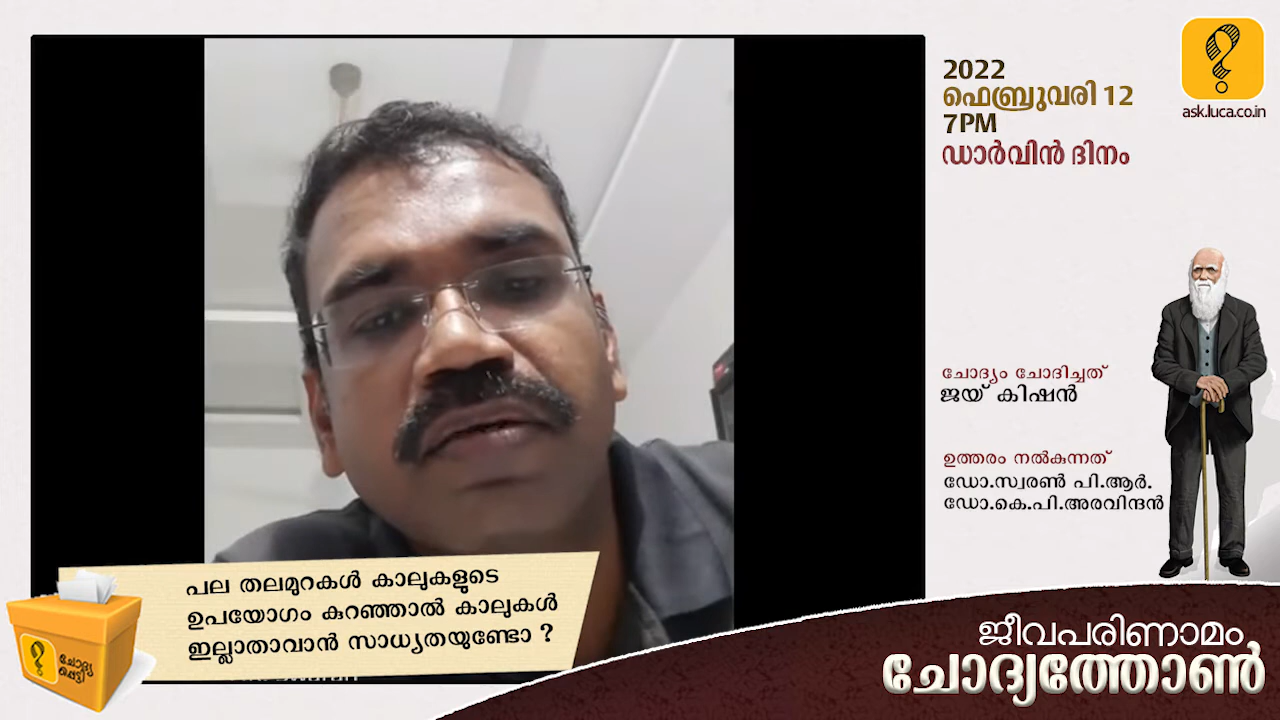 2022
ഫെബ്രുവരി 12
7PM
ഡാർവിൻ ദിനം
ask.luca.co.in
ചോദ്യം ചോദിച്ചത്
ജയ് കിഷൻ
ഉത്തരം നൽകുന്നത്
ഡോ.സ്വരൺ പി.ആർ.
ഡോ.കെ.പി.അരവിന്ദൻ
പല തലമുറകൾ കാലുകളുടെ
ഉപയോഗം കുറഞ്ഞാൽ കാലുകൾ
ഇല്ലാതാവാൻ സാധ്യതയുണ്ടോ ?
ചോദ്യ
പ്പെട്ടി
ജീവപരിണാമം
ചോദ്യത്തോൺ